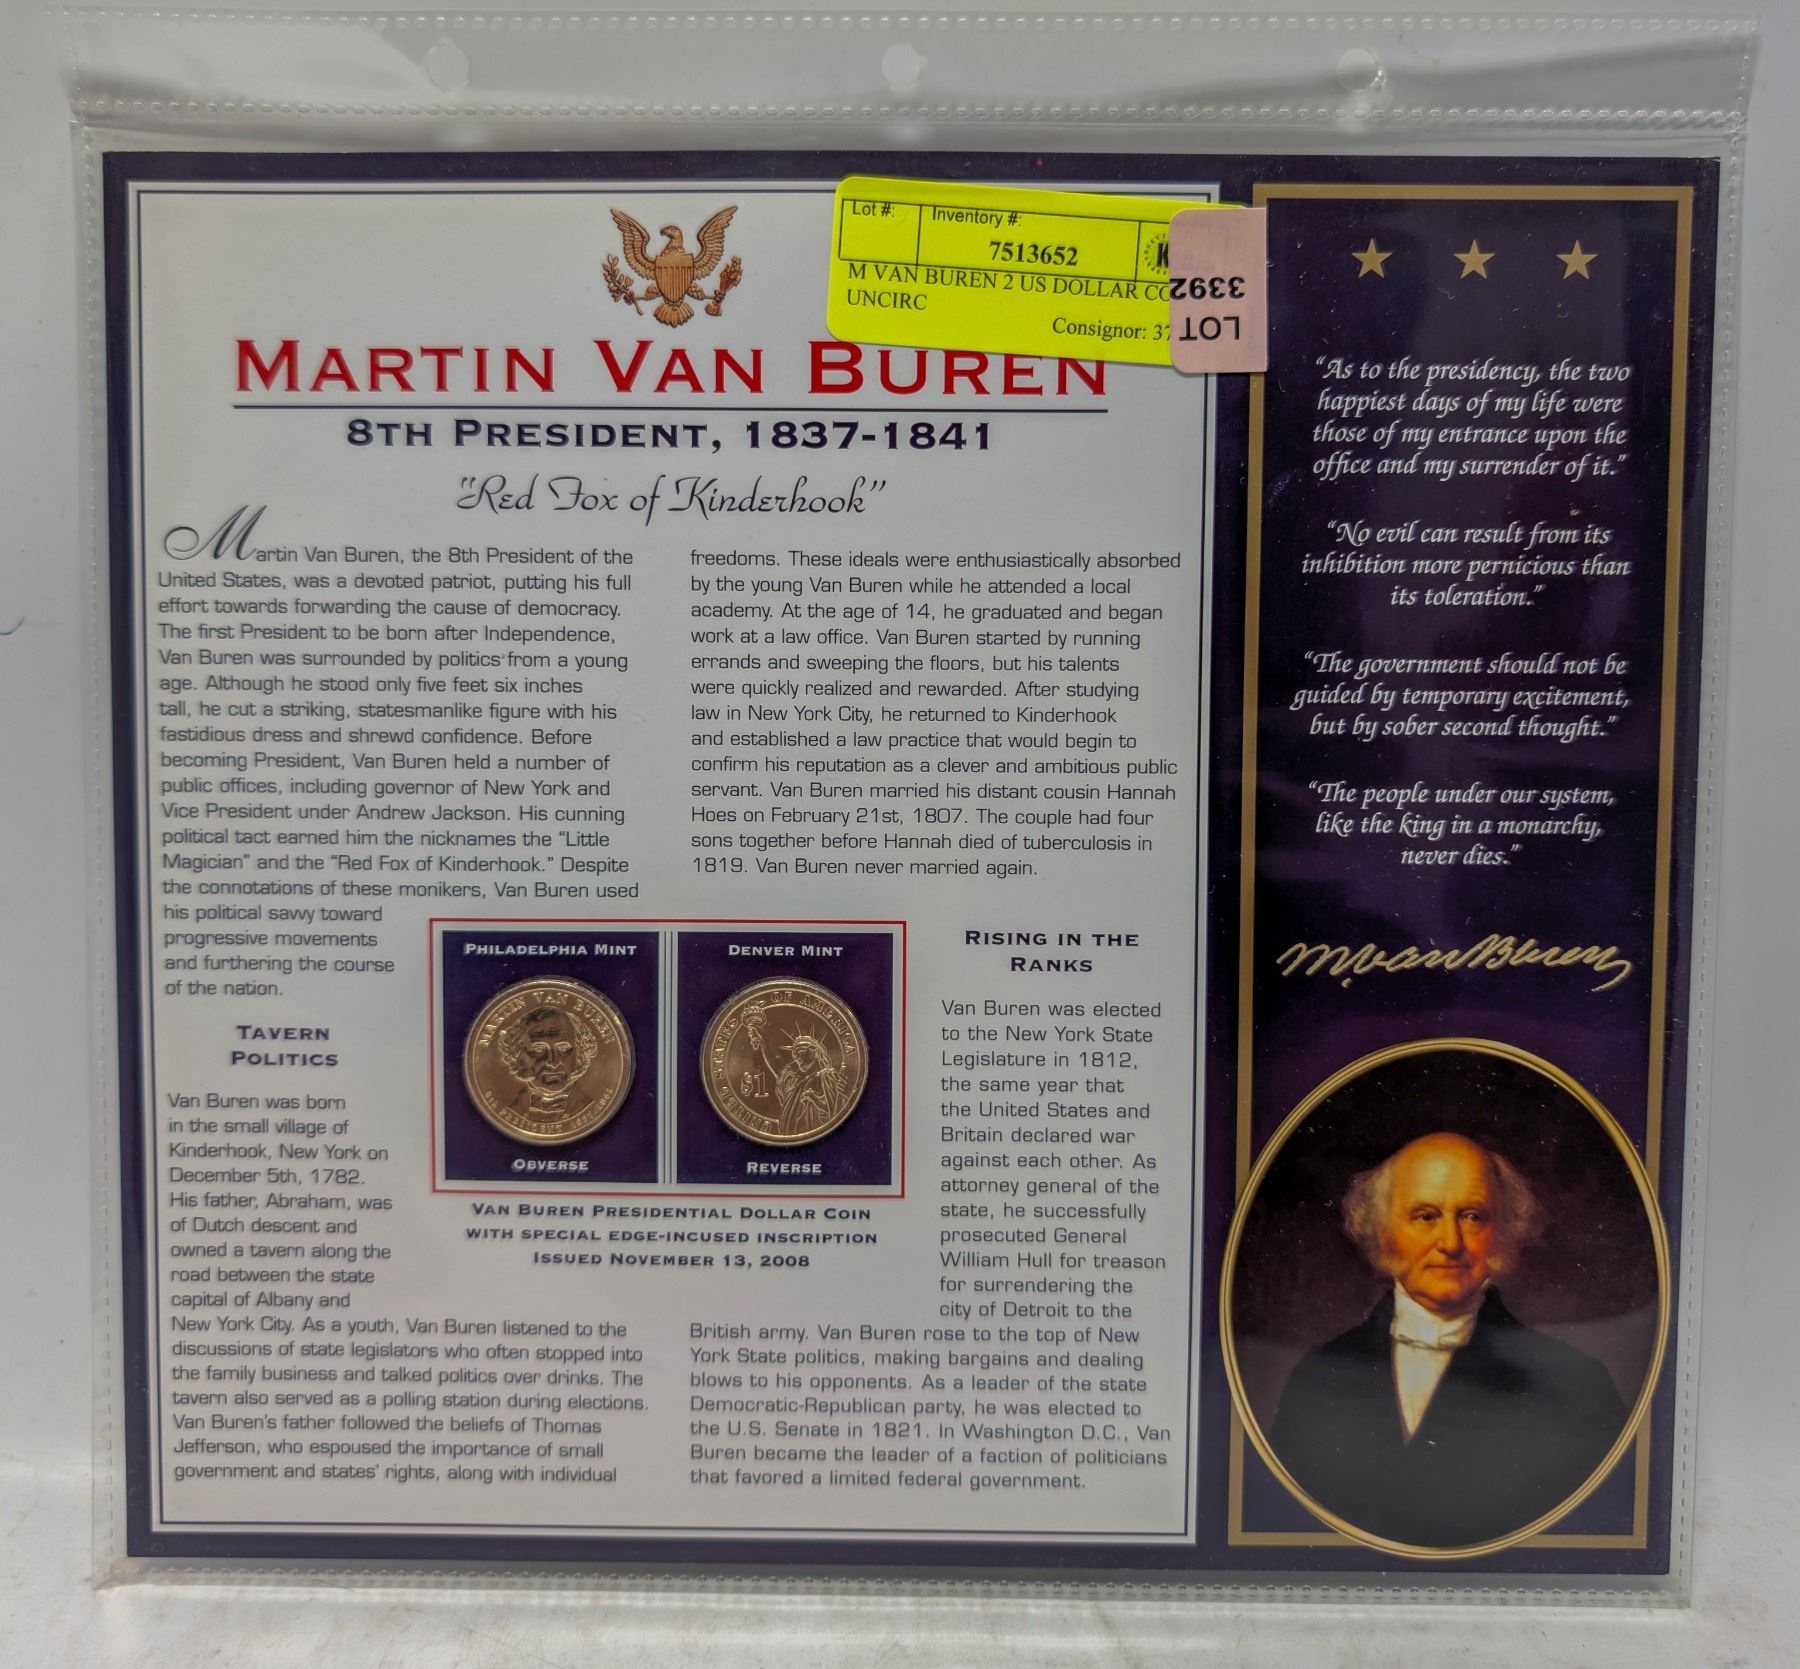 Lot #:
Inventory #:
7513652
M VAN BUREN 2 US DOLLAR
UNCIRC
Consignor:
LOT
3392
MARTIN VAN BUREN
8TH PRESIDENT, 1837-1841
"Red Fox of Kinderhook"
Martin Van Buren, the 8th President of the
United States, was a devoted patriot, putting his full
effort towards forwarding the cause of democracy.
The first President to be born after Independence,
Van Buren was surrounded by politics from a young
age. Although he stood only five feet six inches
tall, he cut a striking, statesmanlike figure with his
fastidious dress and shrewd confidence. Before
becoming President, Van Buren held a number of
public offices, including governor of New York and
Vice President under Andrew Jackson. His cunning
political tact earned him the nicknames the "Little
Magician" and the "Red Fox of Kinderhook." Despite
the connotations of these monikers, Van Buren used
his political savvy toward
progressive movements
and furthering the course
of the nation.
TAVERN
POLITICS
Van Buren was born
in the small village of
Kinderhook, New York on
December 5th, 1782.
His father, Abraham, was
of Dutch descent and
owned a tavern along the
road between the state
capital of Albany and
New York City. As a youth, Van Buren listened to the
discussions of state legislators who often stopped into
the family business and talked politics over drinks. The
tavern also served as a polling station during elections.
Van Buren's father followed the beliefs of Thomas
Jefferson, who espoused the importance of small
government and states' rights, along with individual
freedoms. These ideals were enthusiastically absorbed
by the young Van Buren while he attended a local
academy. At the age of 14, he graduated and began
work at a law office. Van Buren started by running
errands and sweeping the floors, but his talents
were quickly realized and rewarded. After studying
law in New York City, he returned to Kinderhook
and established a law practice that would begin to
confirm his reputation as a clever and ambitious public
servant. Van Buren married his distant cousin Hannah
Hoes on February 21st, 1807. The couple had four
sons together before Hannah died of tuberculosis in
1819. Van Buren never married again.
PHILADELPHIA MINT
MARTIN VAN BUREN
8TH PRESIDENT 1837-1841
OBVERSE
DENVER MINT
UNITED STATES OF AMERICA
$1
REVERSE
VAN BUREN PRESIDENTIAL DOLLAR COIN
WITH SPECIAL EDGE-INCUSED INSCRIPTION
ISSUED NOVEMBER 13, 2008
RISING IN THE
RANKS
Van Buren was elected
to the New York State
Legislature in 1812,
the same year that
the United States and
Britain declared war
against each other. As
attorney general of the
state, he successfully
prosecuted General
William Hull for treason
for surrendering the
city of Detroit to the
British army. Van Buren rose to the top of New
York State politics, making bargains and dealing
blows to his opponents. As a leader of the state
Democratic-Republican party, he was elected to
the U.S. Senate in 1821. In Washington D.C., Van
Buren became the leader of a faction of politicians
that favored a limited federal government.
"As to the presidency, the two
happiest days of my life were
those of my entrance upon the
office and my surrender of it."
"No evil can result from its
inhibition more pernicious than
its toleration."
"The government should not be
guided by temporary excitement,
but by sober second thought."
"The people under our system,
like the king in a monarchy,
never dies."
M Van Buren